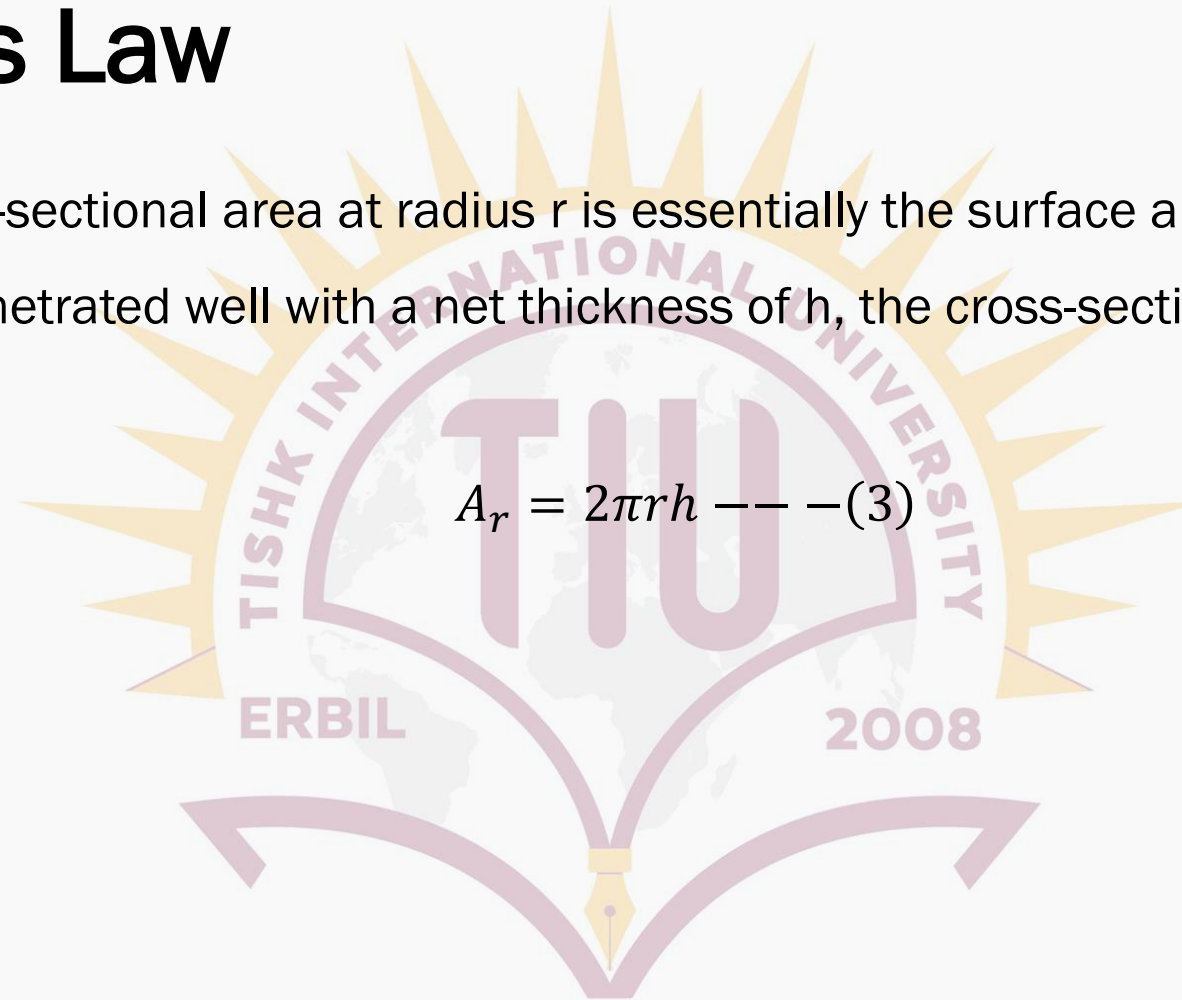 s Law
-sectional area at radius r is essentially the surface a
netrated well with a net thickness of h, the cross-secti
A_r = 2πrh −− −(3)
TISHK INTERNATIONAL UNIVERSITY
TIU
ERBIL 2008